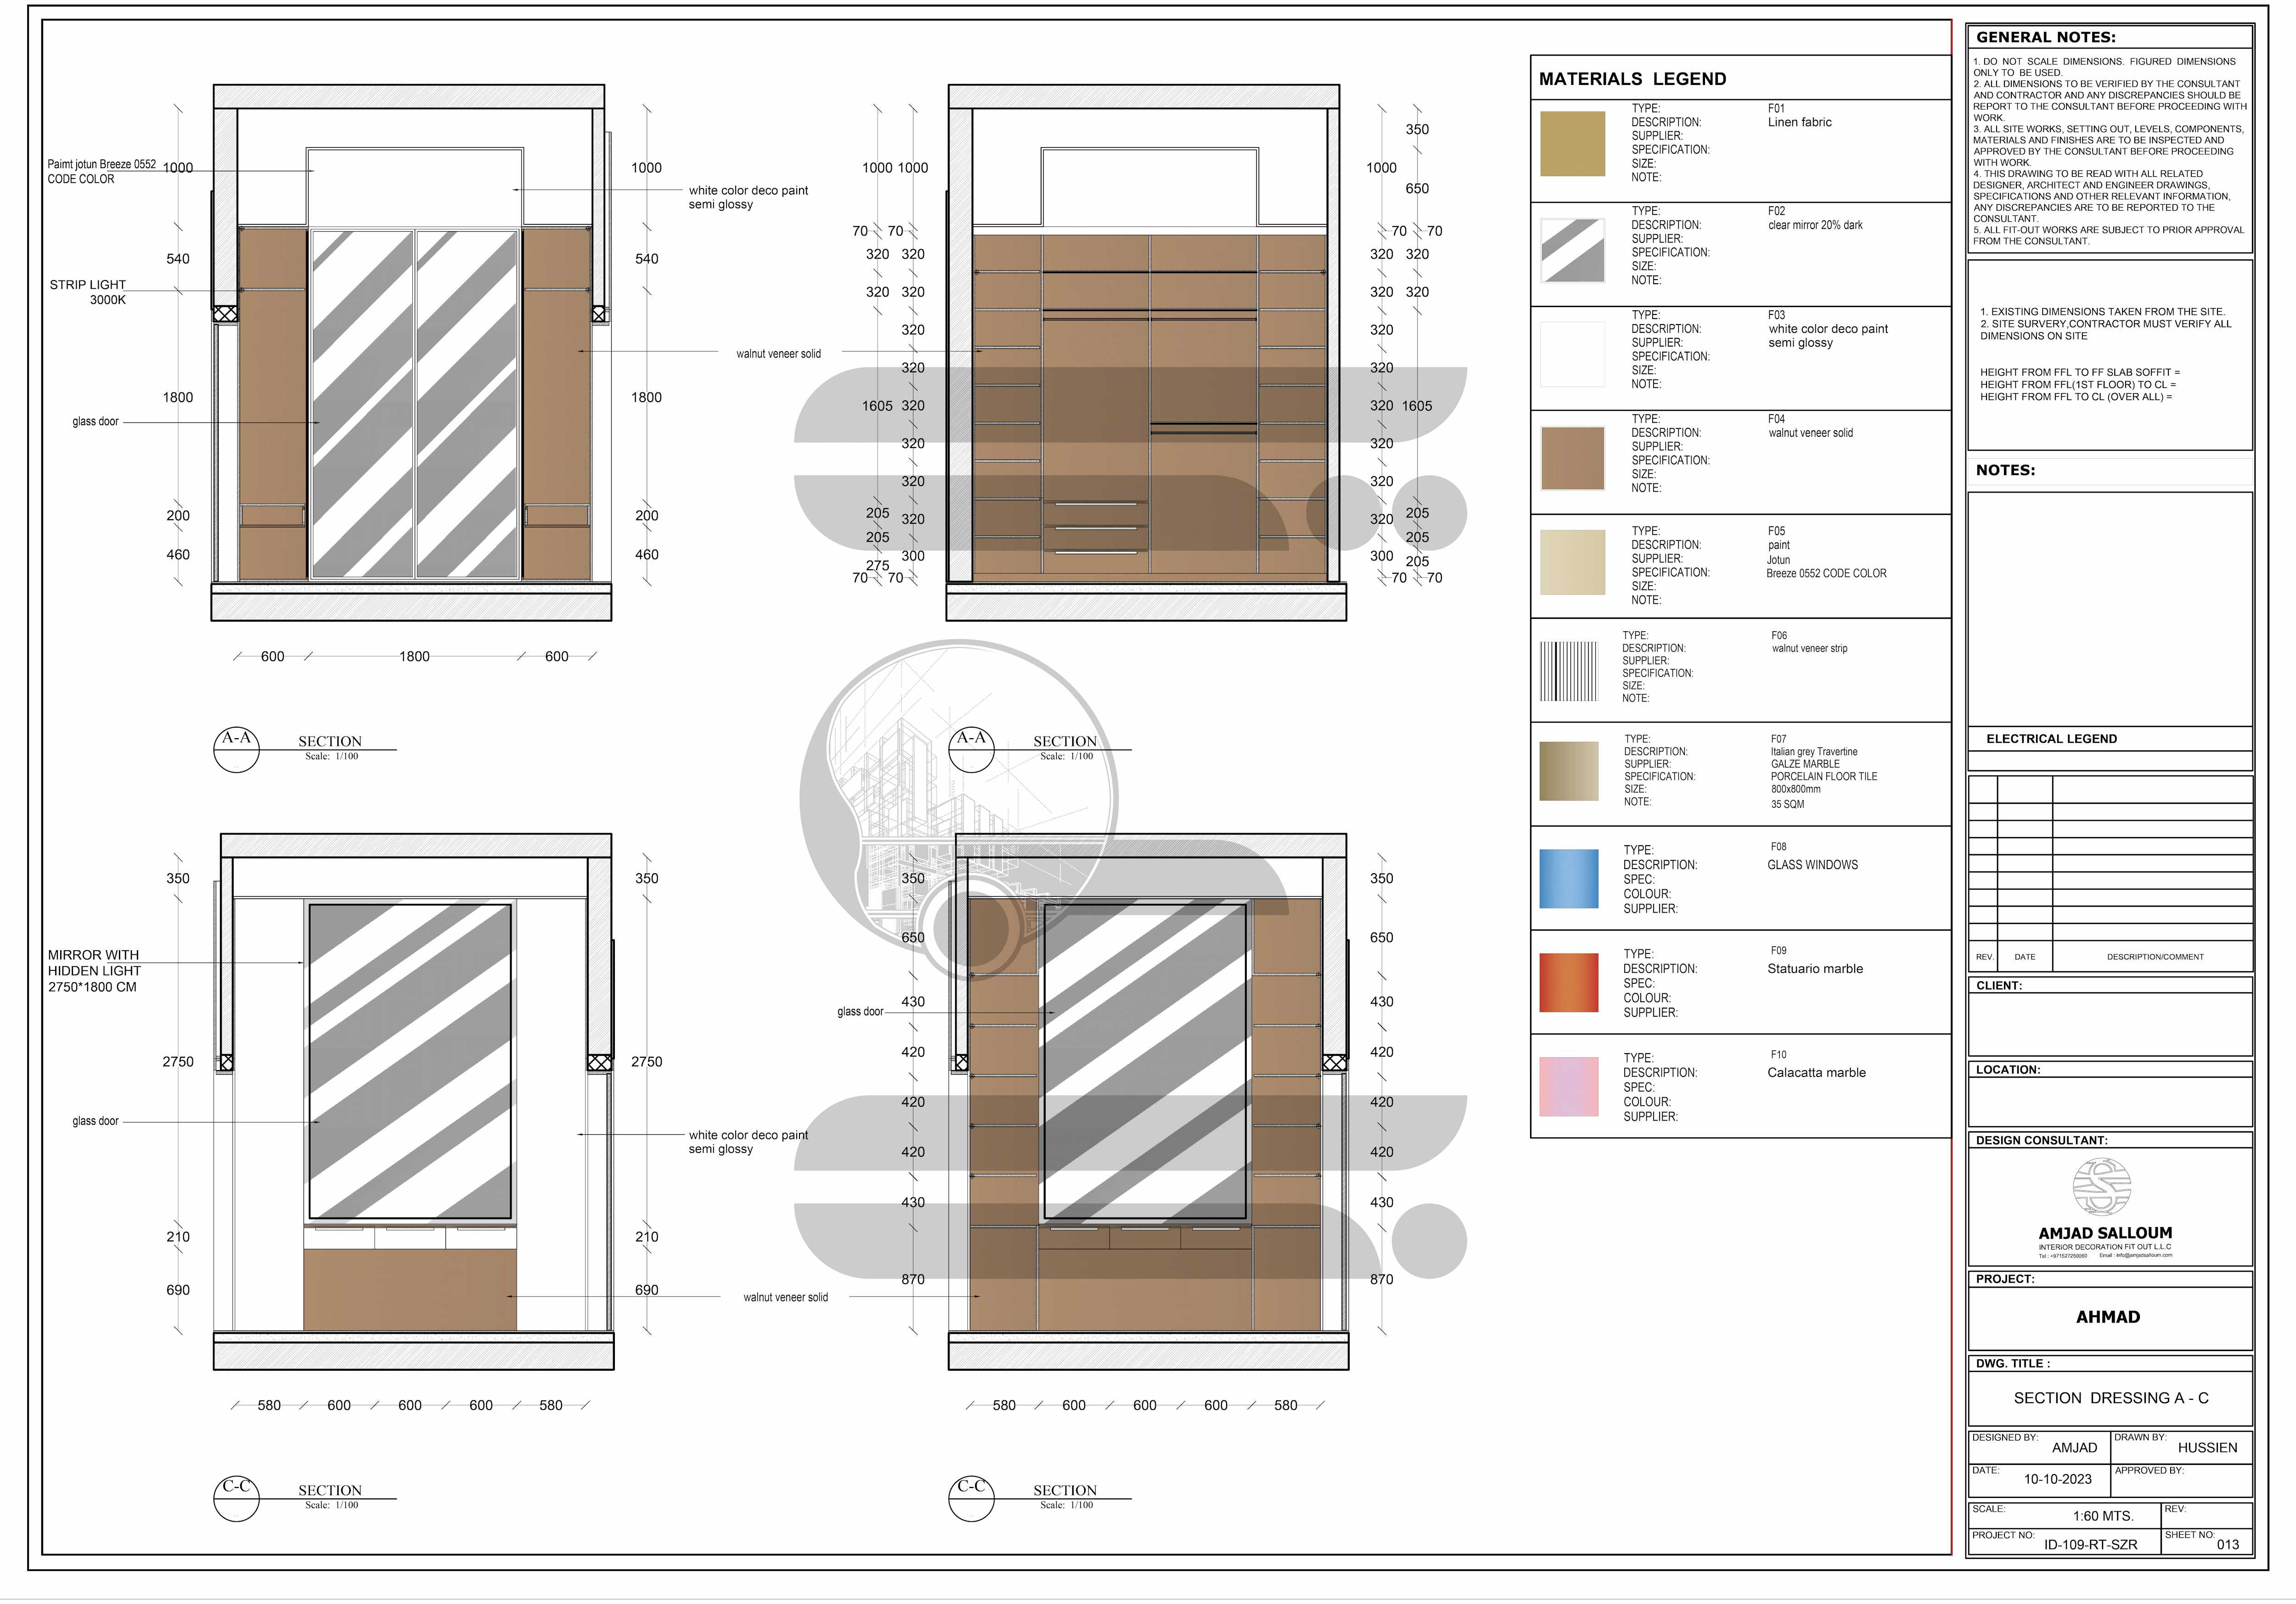 Paimt jotun Breeze 0552
CODE COLOR
1000
540
STRIP LIGHT
3000K
1800
glass door
200
460
1000
white color deco paint
semi glossy
540
walnut veneer solid
1800
200
460
600
1800
600
A-A
SECTION
Scale: 1/100
1000
1000
70
70
320
320
320
320
320
320
1605
320
320
320
205
320
205
300
275
70
70
1000
350
650
70
70
320
320
320
320
320
320
320
1605
320
320
320
205
205
300
205
70
70
A-A
SECTION
Scale: 1/100
350
MIRROR WITH
HIDDEN LIGHT
2750*1800 CM
2750
glass door
210
690
350
2750
white color deco paint
semi glossy
210
690
walnut veneer solid
580
600
600
600
580
C-C
SECTION
Scale: 1/100
350
650
glass door
430
420
420
420
430
870
350
650
430
420
420
420
430
870
580
600
600
600
580
C-C
SECTION
Scale: 1/100
MATERIALS LEGEND
TYPE: F01
DESCRIPTION: Linen fabric
SUPPLIER:
SPECIFICATION:
SIZE:
NOTE:
TYPE: F02
DESCRIPTION: clear mirror 20% dark
SUPPLIER:
SPECIFICATION:
SIZE:
NOTE:
TYPE: F03
DESCRIPTION: white color deco paint
SUPPLIER: semi glossy
SPECIFICATION:
SIZE:
NOTE:
TYPE: F04
DESCRIPTION: walnut veneer solid
SUPPLIER:
SPECIFICATION:
SIZE:
NOTE:
TYPE: F05
DESCRIPTION: paint
SUPPLIER: Jotun
SPECIFICATION: Breeze 0552 CODE COLOR
SIZE:
NOTE:
TYPE: F06
DESCRIPTION: walnut veneer strip
SUPPLIER:
SPECIFICATION:
SIZE:
NOTE:
TYPE: F07
DESCRIPTION: Italian grey Travertine
SUPPLIER: GALZE MARBLE
SPECIFICATION: PORCELAIN FLOOR TILE
SIZE: 800x800mm
NOTE: 35 SQM
TYPE: F08
DESCRIPTION: GLASS WINDOWS
SPEC:
COLOUR:
SUPPLIER:
TYPE: F09
DESCRIPTION: Statuario marble
SPEC:
COLOUR:
SUPPLIER:
TYPE: F10
DESCRIPTION: Calacatta marble
SPEC:
COLOUR:
SUPPLIER:
GENERAL NOTES:
1. DO NOT SCALE DIMENSIONS. FIGURED DIMENSIONS
ONLY TO BE USED.
2. ALL DIMENSIONS TO BE VERIFIED BY THE CONSULTANT
AND CONTRACTOR AND ANY DISCREPANCIES SHOULD BE
REPORT TO THE CONSULTANT BEFORE PROCEEDING WITH
WORK.
3. ALL SITE WORKS, SETTING OUT, LEVELS, COMPONENTS,
MATERIALS AND FINISHES ARE TO BE INSPECTED AND
APPROVED BY THE CONSULTANT BEFORE PROCEEDING
WITH WORK.
4. THIS DRAWING TO BE READ WITH ALL RELATED
DESIGNER, ARCHITECT AND ENGINEER DRAWINGS,
SPECIFICATIONS AND OTHER RELEVANT INFORMATION,
ANY DISCREPANCIES ARE TO BE REPORTED TO THE
CONSULTANT.
5. ALL FIT-OUT WORKS ARE SUBJECT TO PRIOR APPROVAL
FROM THE CONSULTANT.
1. EXISTING DIMENSIONS TAKEN FROM THE SITE.
2. SITE SURVERY,CONTRACTOR MUST VERIFY ALL
DIMENSIONS ON SITE
HEIGHT FROM FFL TO FF SLAB SOFFIT =
HEIGHT FROM FFL(1ST FLOOR) TO CL =
HEIGHT FROM FFL TO CL (OVER ALL) =
NOTES:
ELECTRICAL LEGEND
REV. DATE DESCRIPTION/COMMENT
CLIENT:
LOCATION:
DESIGN CONSULTANT:
AMJAD SALLOUM
INTERIOR DECORATION FIT OUT L.L.C
Tel : +971527250060 Email : info@amjadsalloum.com
PROJECT:
AHMAD
DWG. TITLE :
SECTION DRESSING A - C
DESIGNED BY: AMJAD
DRAWN BY: HUSSIEN
DATE: 10-10-2023
APPROVED BY:
SCALE: 1:60 MTS.
REV:
PROJECT NO: ID-109-RT-SZR
SHEET NO: 013